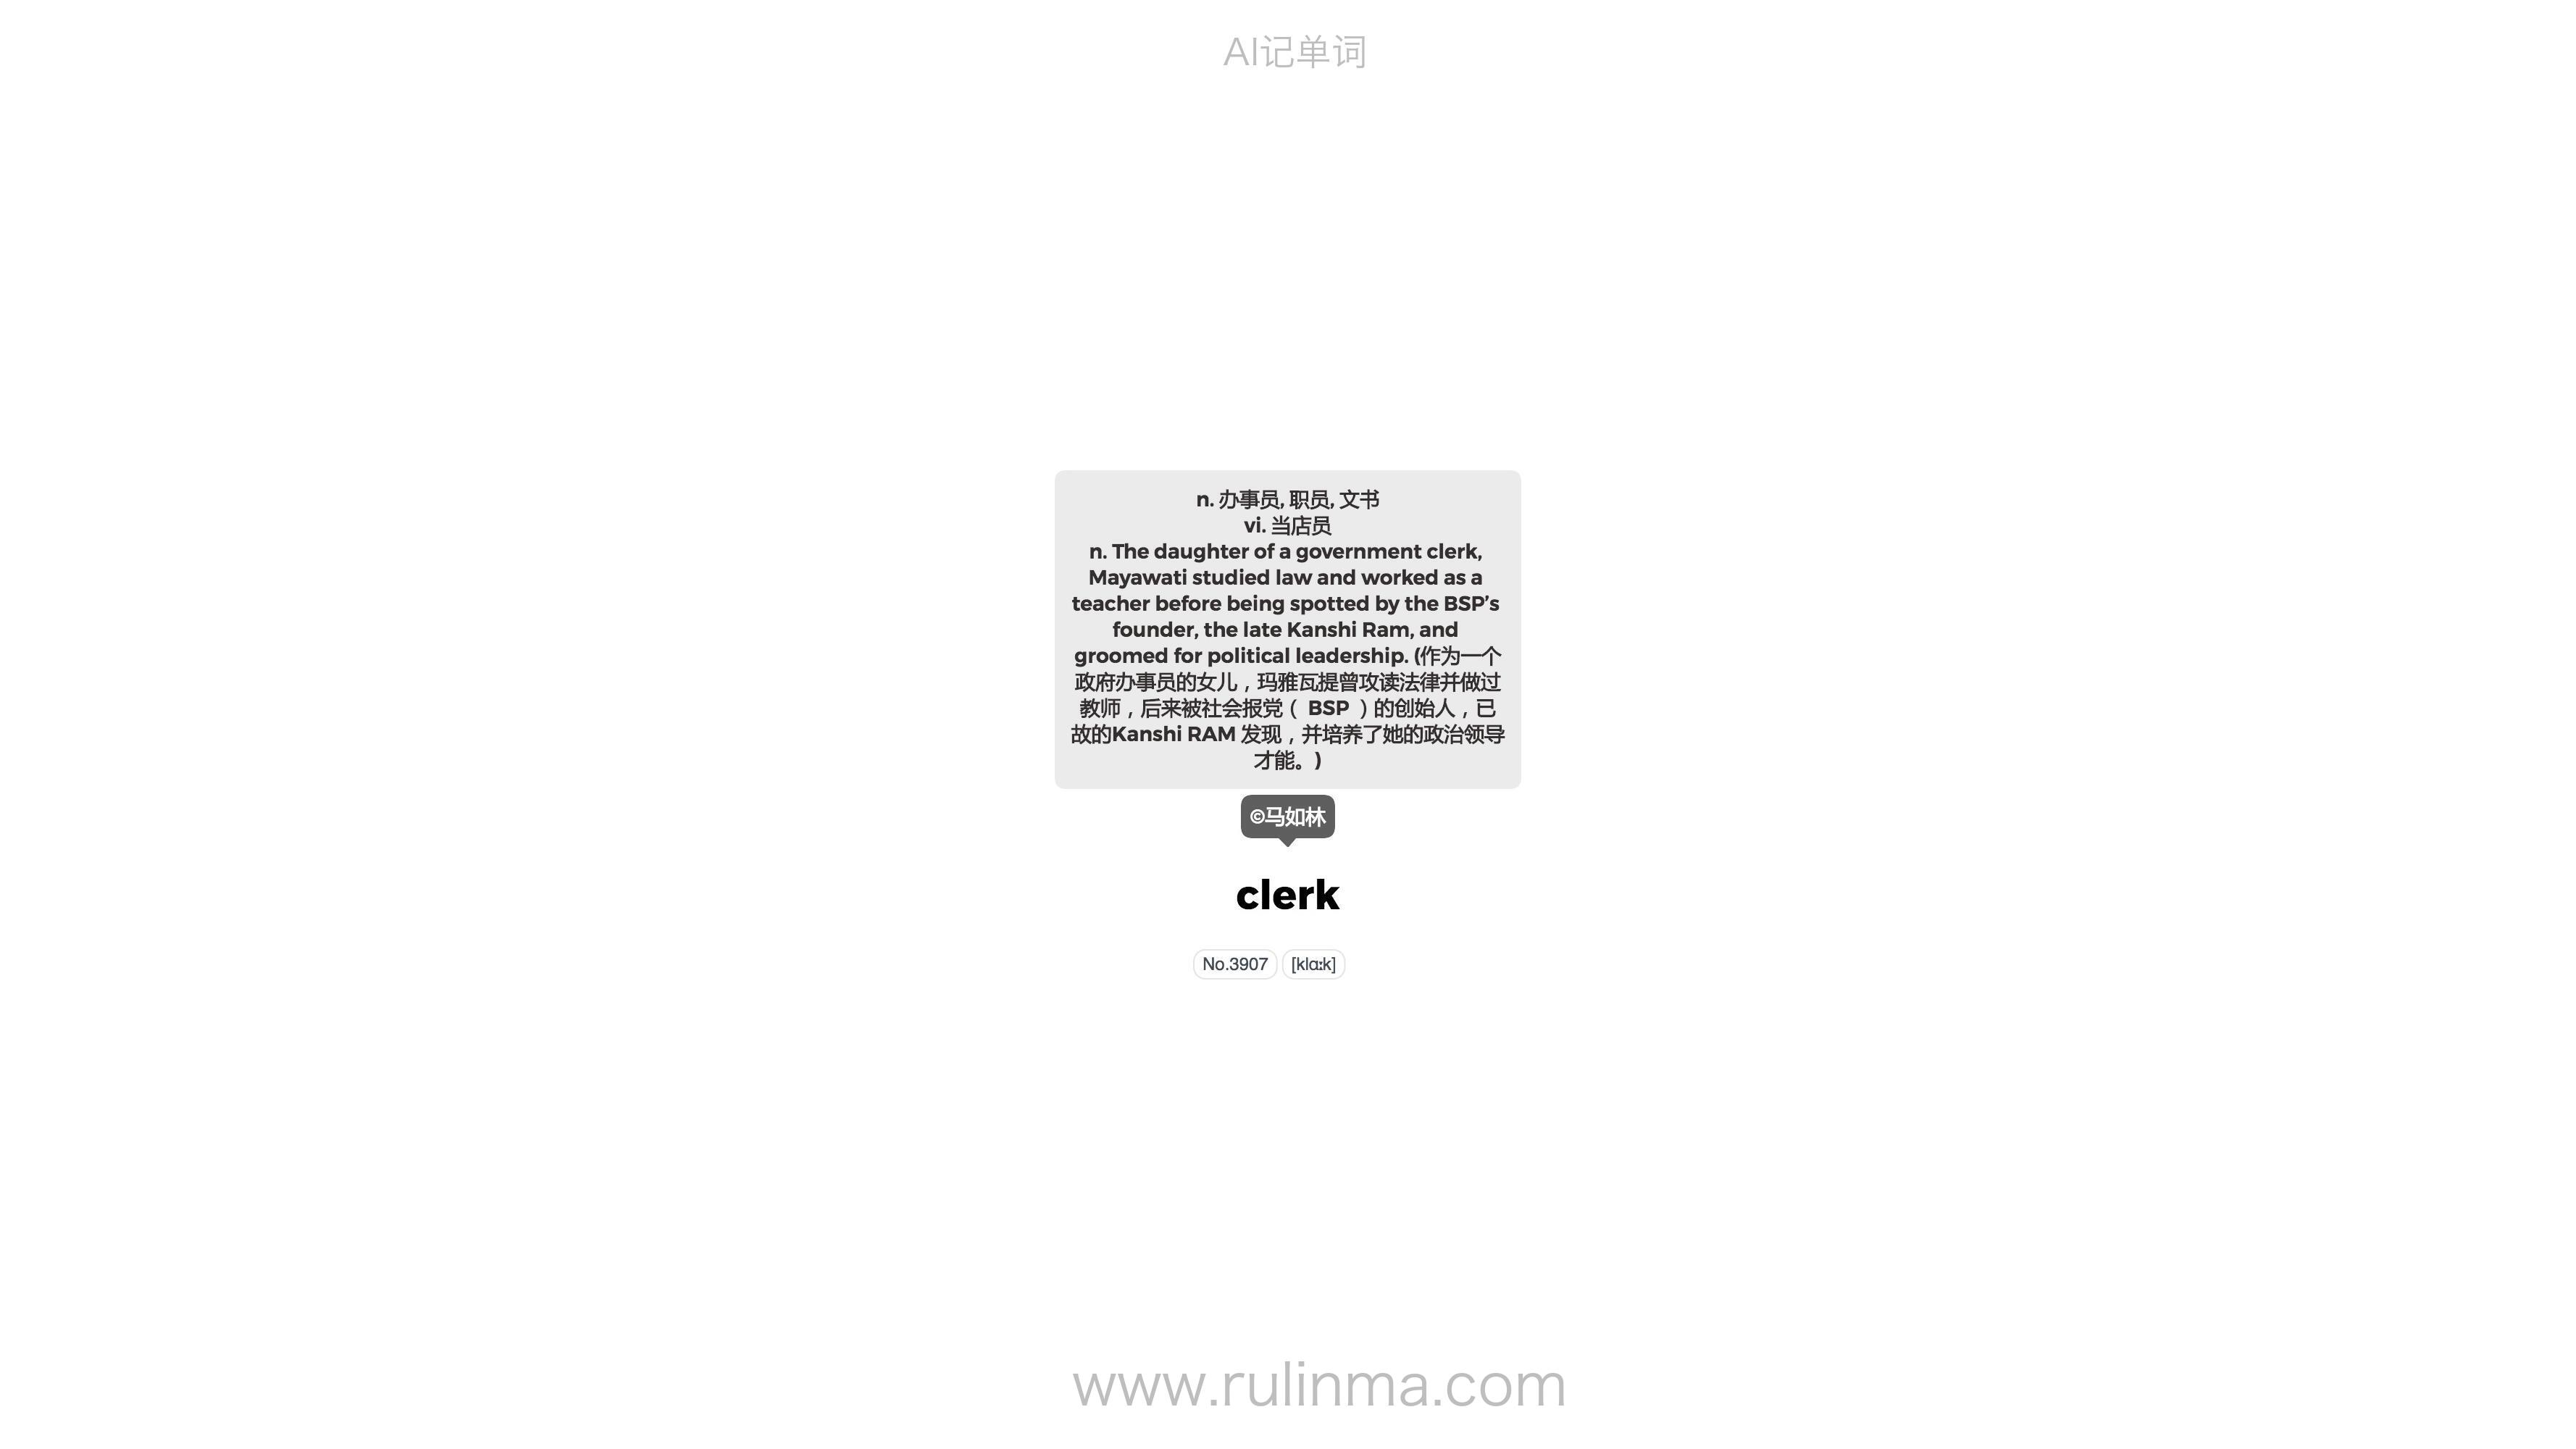 AI记单词
n. 办事员, 职员, 文书
vi. 当店员
n. The daughter of a government clerk,
Mayawati studied law and worked as a
teacher before being spotted by the BSP’s
founder, the late Kanshi Ram, and
groomed for political leadership. (作为一个
政府办事员的女儿，玛雅瓦提曾攻读法律并做过
教师，后来被社会报党（ BSP ）的创始人，已
故的Kanshi RAM 发现，并培养了她的政治领导
才能。)
©马如林
clerk
No.3907 [klɑːk]
www.rulinma.com